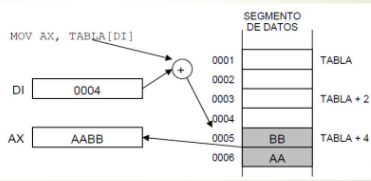 SEGMENTO
DE DATOS
MOV AX, TABLA[DI]
+
0001 TABLA
0002
DI 0004
0003 TABLA + 2
0004
AX AABB
0005 BB TABLA + 4
0006 AA